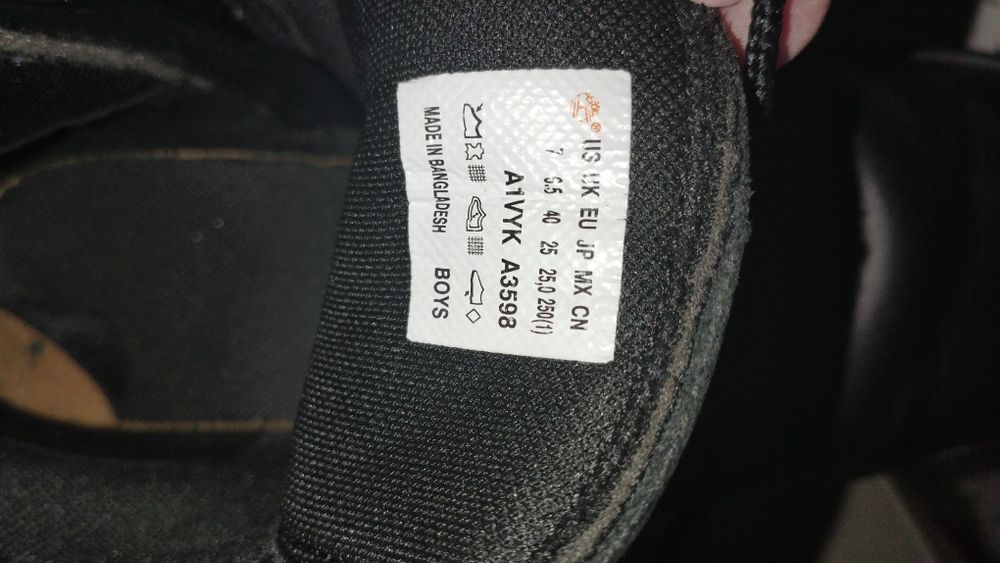 US UK EU JP MX CN
7 6.5 40 25 25,0 250(1)
A1VYK A3598
MADE IN BANGLADESH BOYS